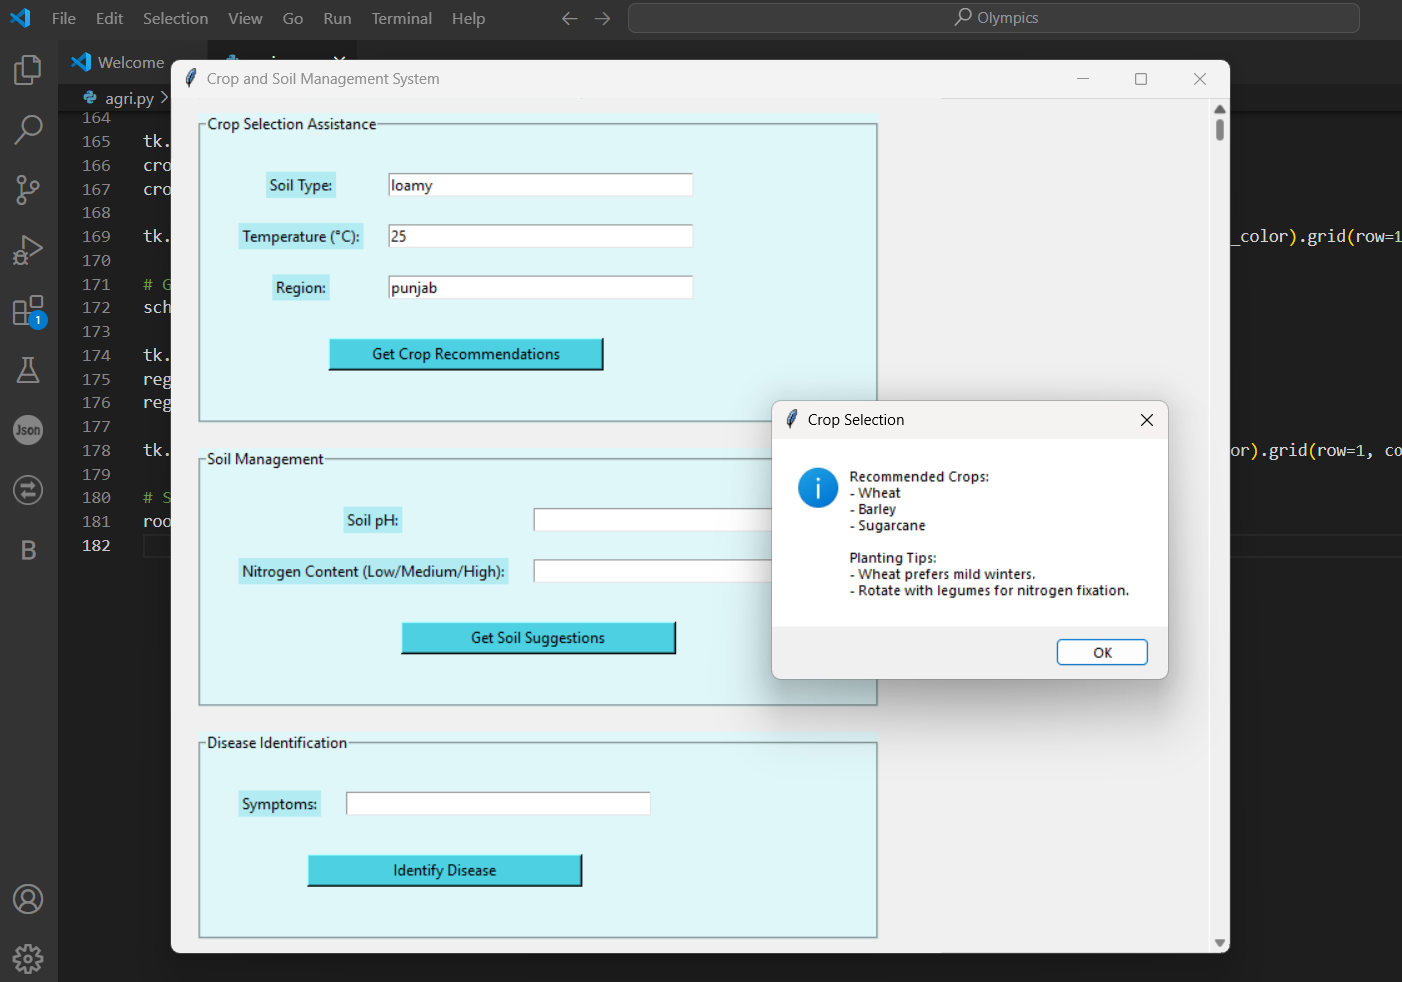 File Edit Selection View Go Run Terminal Help
Olympics
Welcome
agri.py
Crop and Soil Management System
164
165 tk.
166 cro
167 cro
168
169 tk. _color).grid(row=1
170
171 # G
172 sch
173
174 tk.
175 reg
176 reg
177
178 tk. or).grid(row=1, co
179
180 # S
181 roo
182
1
Json
B
Crop Selection Assistance
Soil Type: loamy
Temperature (°C): 25
Region: punjab
Get Crop Recommendations
Soil Management
Soil pH:
Nitrogen Content (Low/Medium/High):
Get Soil Suggestions
Disease Identification
Symptoms:
Identify Disease
Crop Selection
Recommended Crops:
- Wheat
- Barley
- Sugarcane
Planting Tips:
- Wheat prefers mild winters.
- Rotate with legumes for nitrogen fixation.
OK